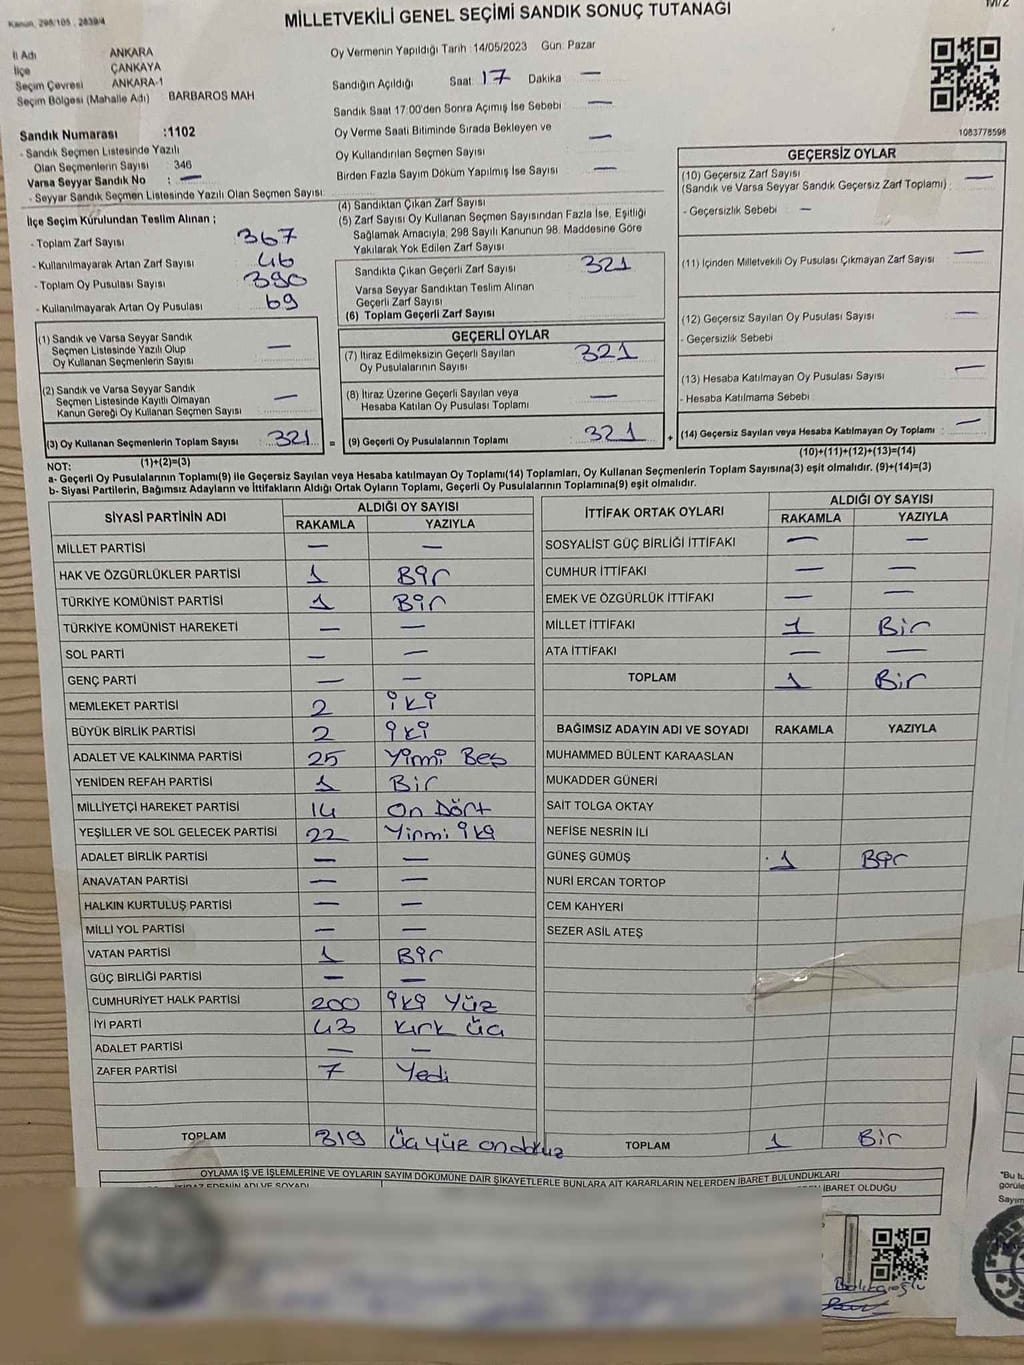 Kanun, 298/105 , 2839/4
MİLLETVEKİLİ GENEL SEÇİMİ SANDIK SONUÇ TUTANAĞI
M/2
İl Adı ANKARA
İlçe ÇANKAYA
Seçim Çevresi ANKARA-1
Seçim Bölgesi (Mahalle Adı) BARBAROS MAH
Sandık Numarası :1102
- Sandık Seçmen Listesinde Yazılı
Olan Seçmenlerin Sayısı : 346
Varsa Seyyar Sandık No : —
- Seyyar Sandık Seçmen Listesinde Yazılı Olan Seçmen Sayısı:
Oy Vermenin Yapıldığı Tarih :14/05/2023 Gün: Pazar
Sandığın Açıldığı Saat: 17 Dakika —
Sandık Saat 17:00'den Sonra Açmış İse Sebebi —
Oy Verme Saati Bitiminde Sırada Bekleyen ve
Oy Kullandırılan Seçmen Sayısı —
Birden Fazla Sayım Döküm Yapılmış İse Sayısı —
1083778598
İlçe Seçim Kurulundan Teslim Alınan ;
- Toplam Zarf Sayısı 367
- Kullanılmayarak Artan Zarf Sayısı 46
- Toplam Oy Pusulası Sayısı 390
- Kullanılmayarak Artan Oy Pusulası 69
(1) Sandık ve Varsa Seyyar Sandık
Seçmen Listesinde Yazılı Olup
Oy Kullanan Seçmenlerin Sayısı —
(2) Sandık ve Varsa Seyyar Sandık
Seçmen Listesinde Kayıtlı Olmayan
Kanun Gereği Oy Kullanan Seçmen Sayısı —
(3) Oy Kullanan Seçmenlerin Toplam Sayısı : 321 =
(1)+(2)=(3)
(4) Sandıktan Çıkan Zarf Sayısı
(5) Zarf Sayısı Oy Kullanan Seçmen Sayısından Fazla İse, Eşitliği
Sağlamak Amacıyla, 298 Sayılı Kanunun 98. Maddesine Göre
Yakılarak Yok Edilen Zarf Sayısı
Sandıkta Çıkan Geçerli Zarf Sayısı 321
Varsa Seyyar Sandıktan Teslim Alınan
Geçerli Zarf Sayısı
(6) Toplam Geçerli Zarf Sayısı
GEÇERLİ OYLAR
(7) İtiraz Edilmeksizin Geçerli Sayılan
Oy Pusulalarının Sayısı 321
(8) İtiraz Üzerine Geçerli Sayılan veya
Hesaba Katılan Oy Pusulası Toplamı —
(9) Geçerli Oy Pusulalarının Toplamı 321 +
GEÇERSİZ OYLAR
(10) Geçersiz Zarf Sayısı —
(Sandık ve Varsa Seyyar Sandık Geçersiz Zarf Toplamı) :
- Geçersizlik Sebebi —
(11) İçinden Milletvekili Oy Pusulası Çıkmayan Zarf Sayısı —
(12) Geçersiz Sayılan Oy Pusulası Sayısı —
- Geçersizlik Sebebi
(13) Hesaba Katılmayan Oy Pusulası Sayısı —
- Hesaba Katılmama Sebebi
(14) Geçersiz Sayılan veya Hesaba Katılmayan Oy Toplamı : —
(10)+(11)+(12)+(13)=(14)
NOT:
a- Geçerli Oy Pusulalarının Toplamı(9) ile Geçersiz Sayılan veya Hesaba katılmayan Oy Toplamı(14) Toplamları, Oy Kullanan Seçmenlerin Toplam Sayısına(3) eşit olmalıdır. (9)+(14)=(3)
b- Siyasi Partilerin, Bağımsız Adayların ve İttifakların Aldığı Ortak Oyların Toplamı, Geçerli Oy Pusulalarının Toplamına(9) eşit olmalıdır.
SİYASİ PARTİNİN ADI ALDIĞI OY SAYISI
RAKAMLA YAZIYLA
MİLLET PARTİSİ — —
HAK VE ÖZGÜRLÜKLER PARTİSİ 1 Bir
TÜRKİYE KOMÜNİST PARTİSİ 1 Bir
TÜRKİYE KOMÜNİST HAREKETİ — —
SOL PARTİ — —
GENÇ PARTİ — —
MEMLEKET PARTİSİ 2 iki
BÜYÜK BİRLİK PARTİSİ 2 iki
ADALET VE KALKINMA PARTİSİ 25 Yirmi Beş
YENİDEN REFAH PARTİSİ 1 Bir
MİLLİYETÇİ HAREKET PARTİSİ 14 On Dört
YEŞİLLER VE SOL GELECEK PARTİSİ 22 Yirmi iki
ADALET BİRLİK PARTİSİ — —
ANAVATAN PARTİSİ — —
HALKIN KURTULUŞ PARTİSİ — —
MİLLİ YOL PARTİSİ — —
VATAN PARTİSİ 1 Bir
GÜÇ BİRLİĞİ PARTİSİ — —
CUMHURİYET HALK PARTİSİ 200 iki Yüz
İYİ PARTİ 43 Kırk Üç
ADALET PARTİSİ — —
ZAFER PARTİSİ 7 Yedi
TOPLAM 319 Üçyüz ondokuz
İTTİFAK ORTAK OYLARI ALDIĞI OY SAYISI
RAKAMLA YAZIYLA
SOSYALİST GÜÇ BİRLİĞİ İTTİFAKI — —
CUMHUR İTTİFAKI — —
EMEK VE ÖZGÜRLÜK İTTİFAKI — —
MİLLET İTTİFAKI 1 Bir
ATA İTTİFAKI — —
TOPLAM 1 Bir
BAĞIMSIZ ADAYIN ADI VE SOYADI RAKAMLA YAZIYLA
MUHAMMED BÜLENT KARAASLAN
MUKADDER GÜNERİ
SAİT TOLGA OKTAY
NEFİSE NESRİN İLİ
GÜNEŞ GÜMÜŞ 1 Bir
NURİ ERCAN TORTOP
CEM KAHYERİ
SEZER ASİL ATEŞ
TOPLAM 1 Bir
OYLAMA İŞ VE İŞLEMLERİNE VE OYLARIN SAYIM DÖKÜMÜNE DAİR ŞİKAYETLERLE BUNLARA AİT KARARLARIN NELERDEN İBARET BULUNDUKLARI
İTİRAZ EDENİN ADI VE SOYADI
İBARET OLDUĞU
"Bu tu
görüle
Sayım